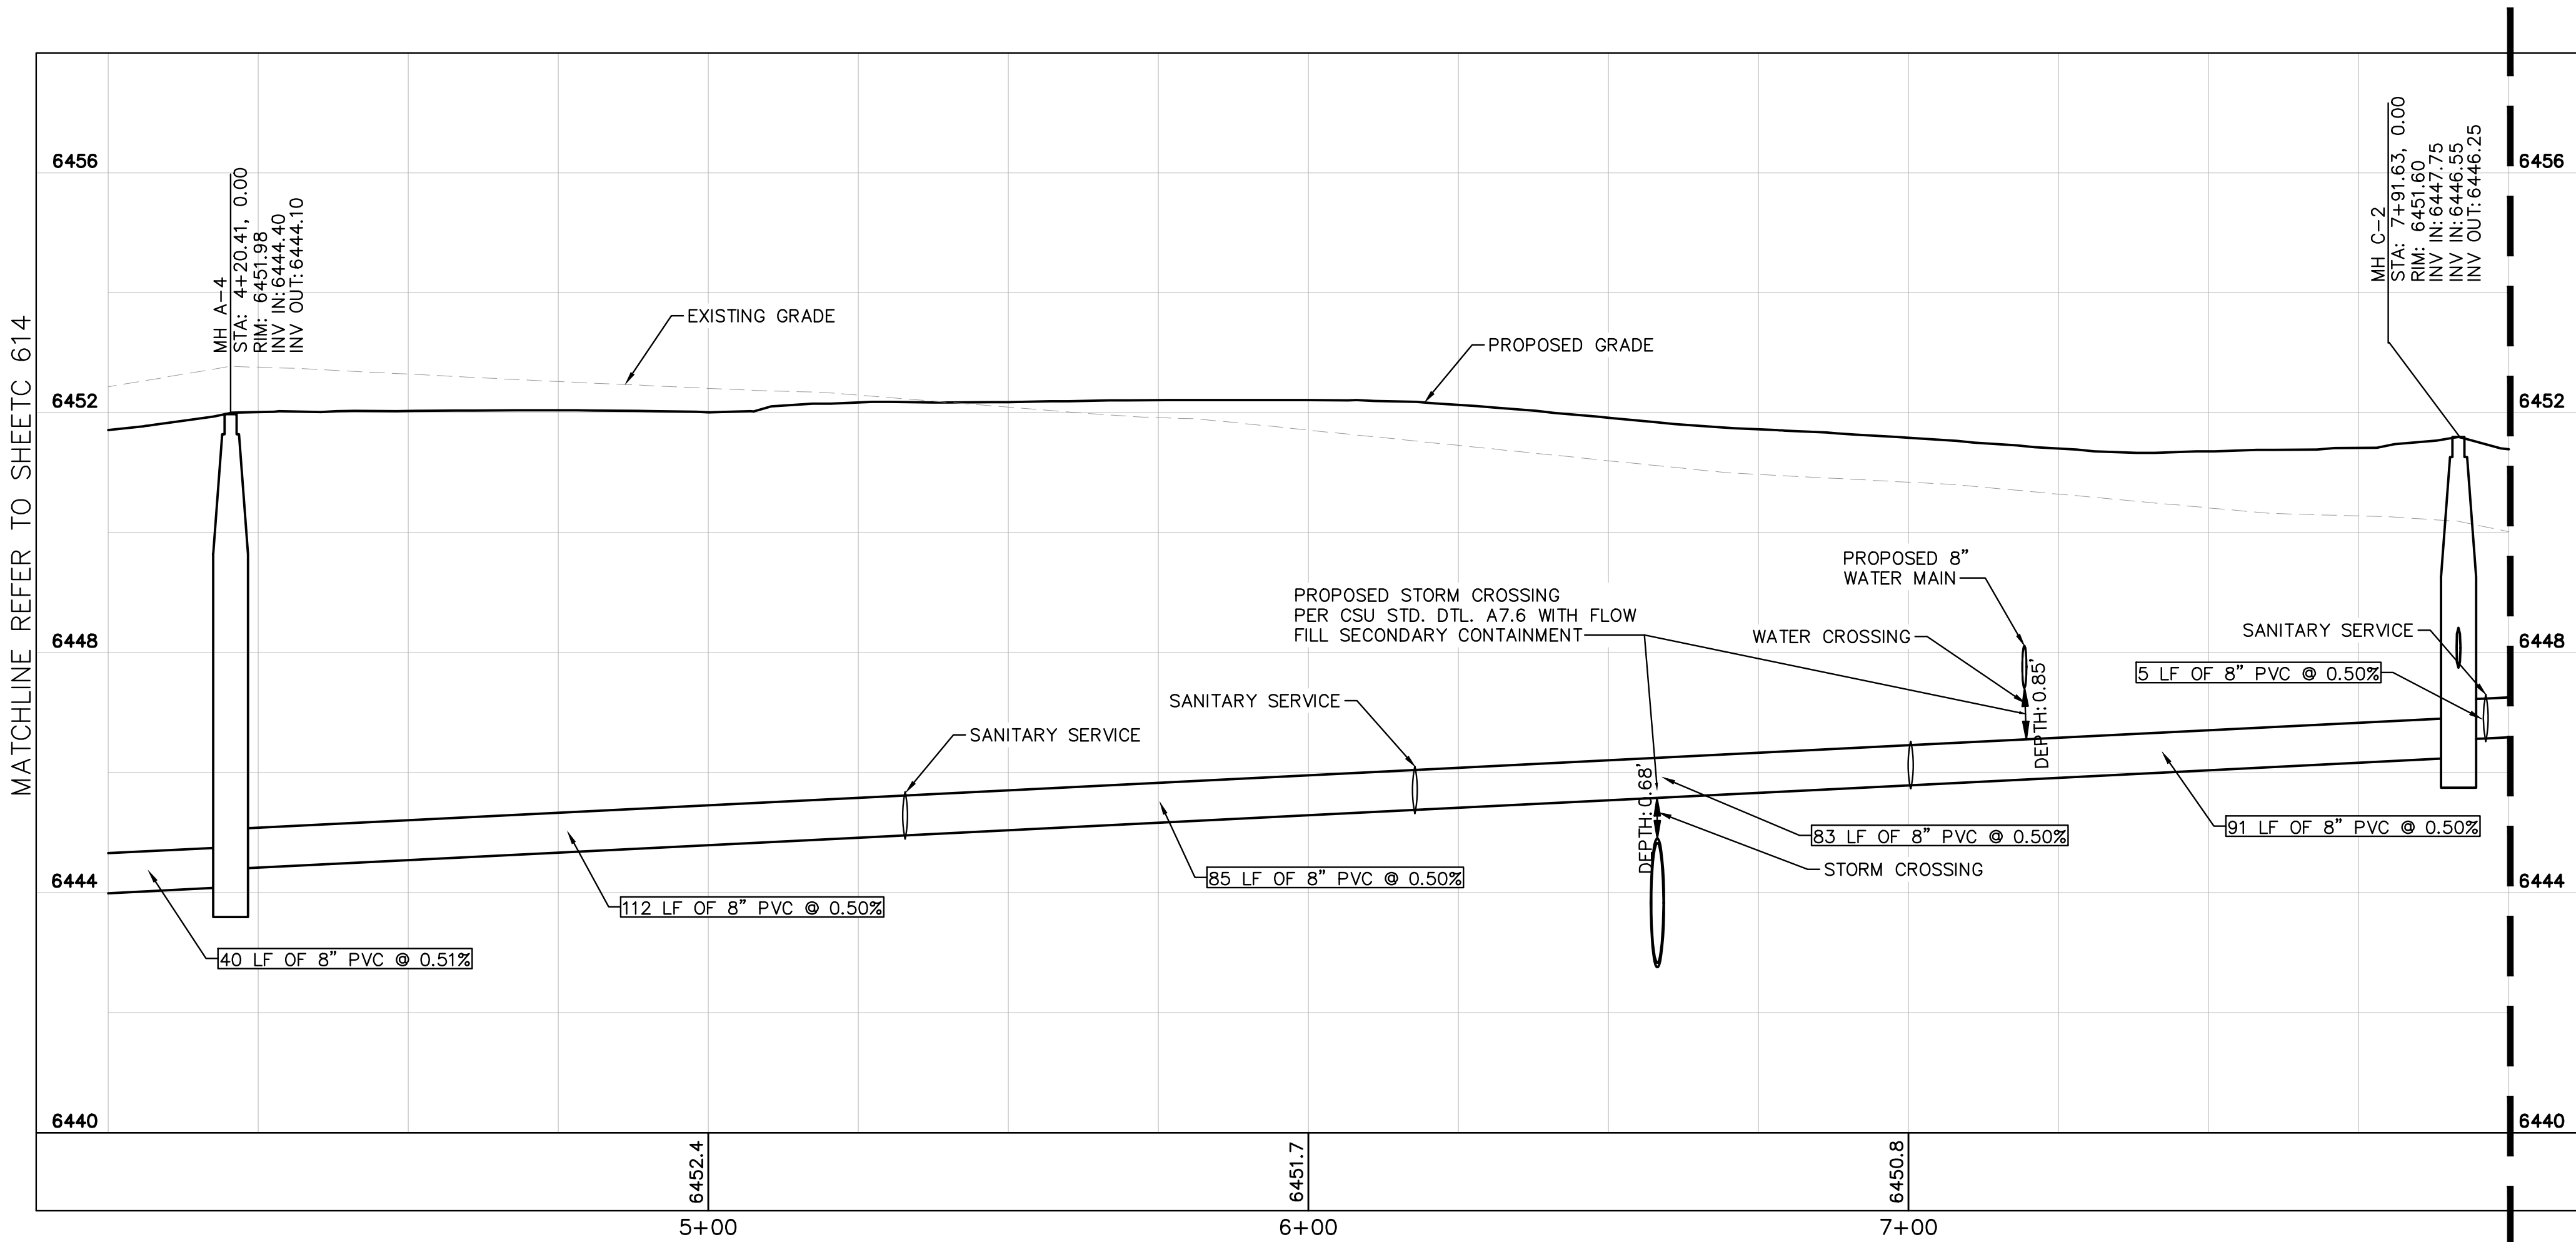 MATCHLINE REFER TO SHEETC 614
6456
6452
6448
6444
6440
MH A-4
STA: 4+20.41, 0.00
RIM: 6451.98
INV IN:6444.40
INV OUT:6444.10
EXISTING GRADE
PROPOSED GRADE
MH C-2
STA: 7+91.63, 0.00
RIM: 6451.60
INV IN:6447.75
INV IN:6446.55
INV OUT:6446.25
6456
6452
6448
6444
6440
PROPOSED 8"
WATER MAIN
PROPOSED STORM CROSSING
PER CSU STD. DTL. A7.6 WITH FLOW
FILL SECONDARY CONTAINMENT
WATER CROSSING
SANITARY SERVICE
5 LF OF 8" PVC @ 0.50%
DEPTH:0.85'
SANITARY SERVICE
SANITARY SERVICE
DEPTH:0.68'
83 LF OF 8" PVC @ 0.50%
91 LF OF 8" PVC @ 0.50%
STORM CROSSING
85 LF OF 8" PVC @ 0.50%
112 LF OF 8" PVC @ 0.50%
40 LF OF 8" PVC @ 0.51%
6452.4
6451.7
6450.8
5+00
6+00
7+00